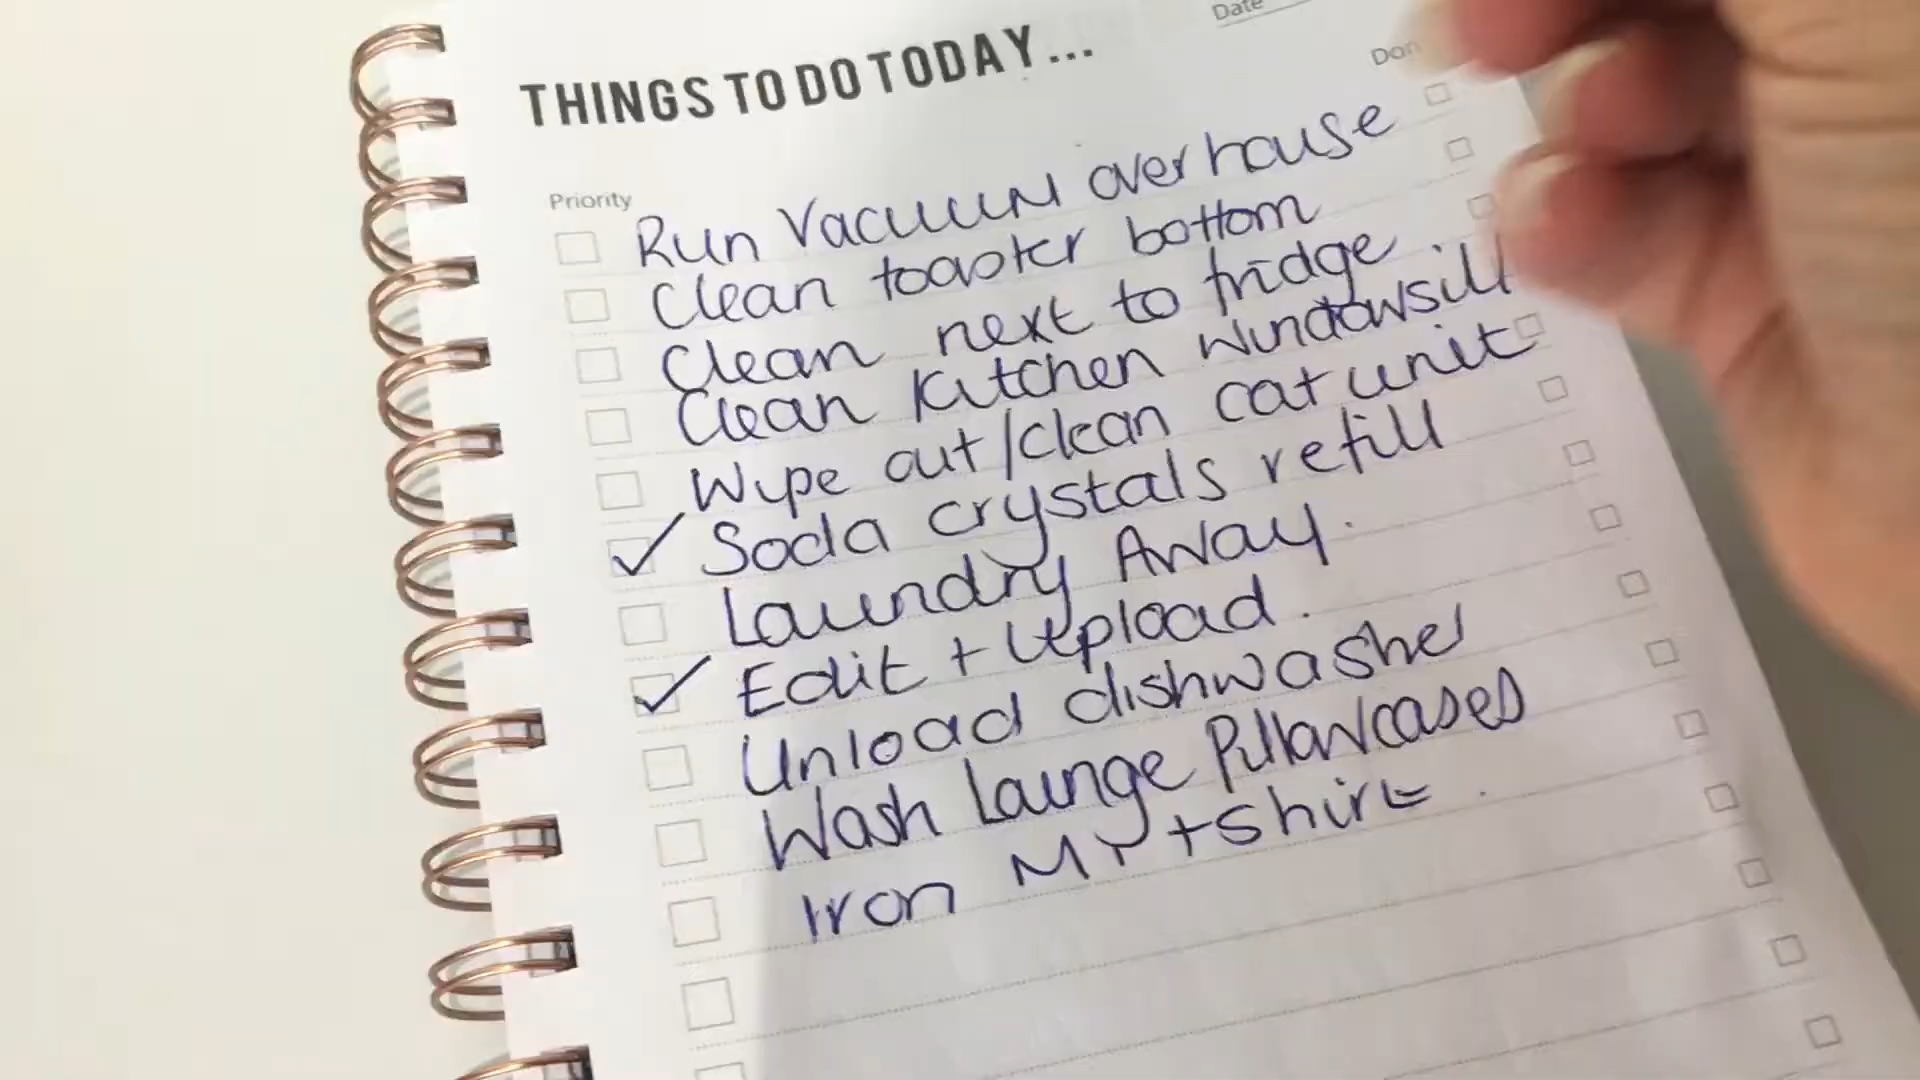 Date
THINGS TO DO TODAY...
Priority Don
Run Vacuum over house
Clean toaster bottom
Clean next to fridge
Clean Kitchen Windowsill
Wipe out/clean cat unit
Soda crystals refill
Laundry Away.
Edit + Upload.
Unload dishwasher
Wash Lounge Pillowcases
Iron MY tshirt.